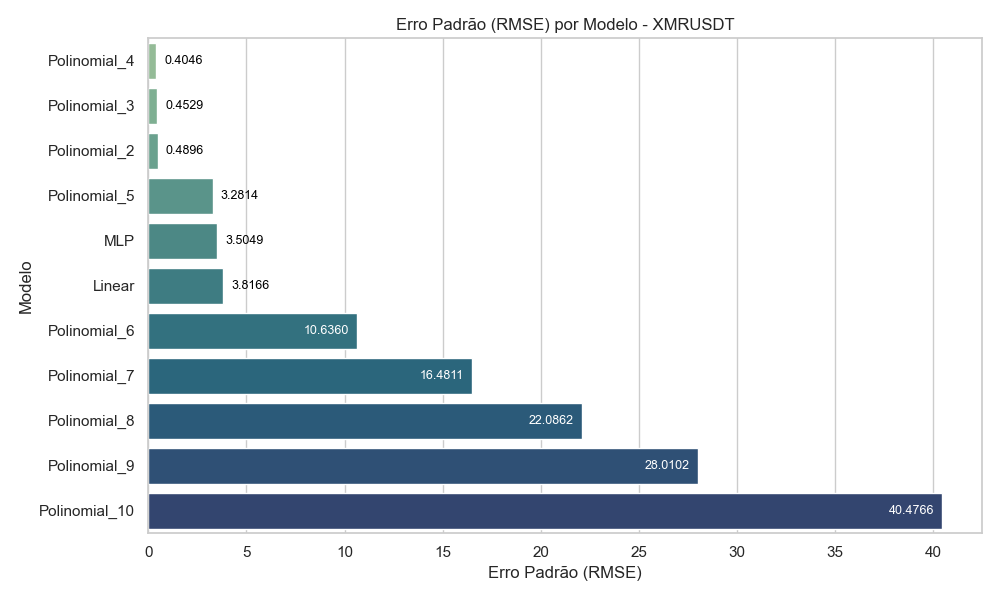 Erro Padrão (RMSE) por Modelo - XMRUSDT
Modelo
Polinomial_4 0.4046
Polinomial_3 0.4529
Polinomial_2 0.4896
Polinomial_5 3.2814
MLP 3.5049
Linear 3.8166
Polinomial_6 10.6360
Polinomial_7 16.4811
Polinomial_8 22.0862
Polinomial_9 28.0102
Polinomial_10 40.4766
0 5 10 15 20 25 30 35 40
Erro Padrão (RMSE)